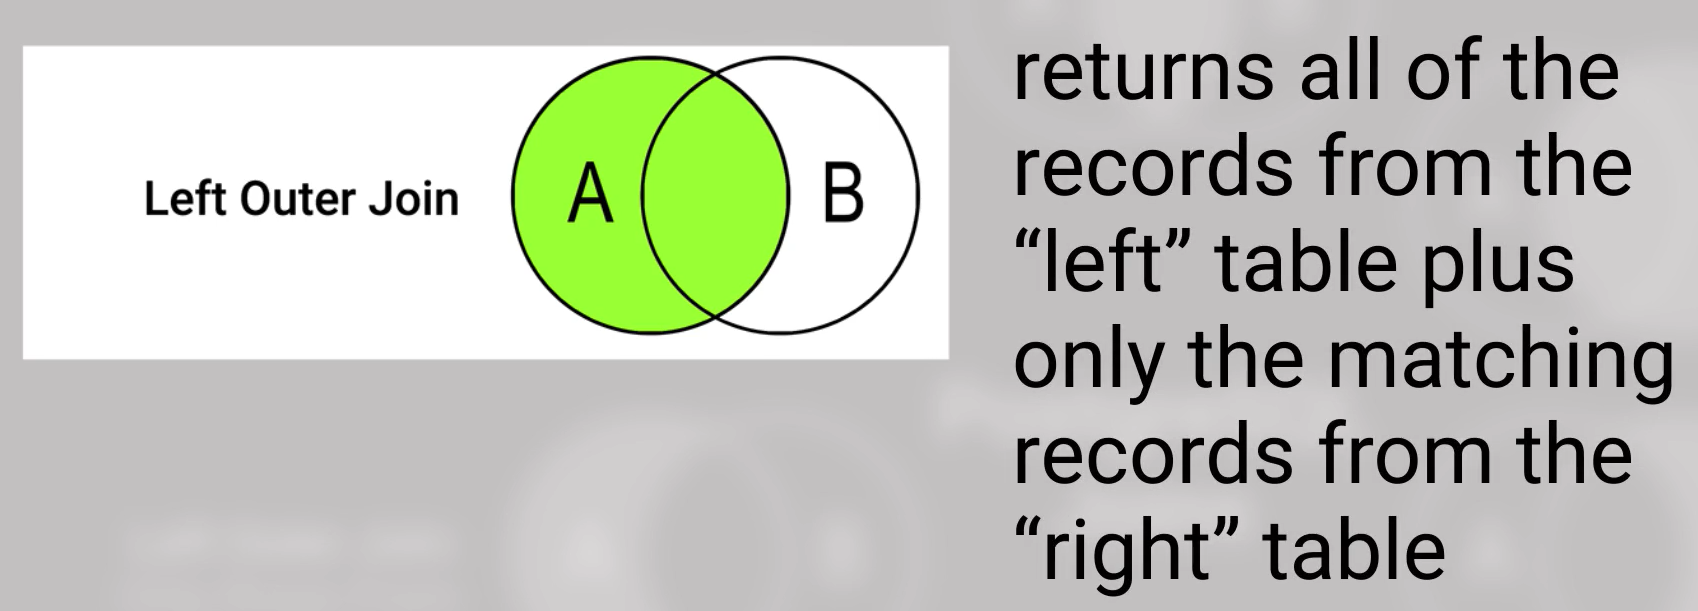 Left Outer Join
A
B
returns all of the
records from the
“left” table plus
only the matching
records from the
“right” table